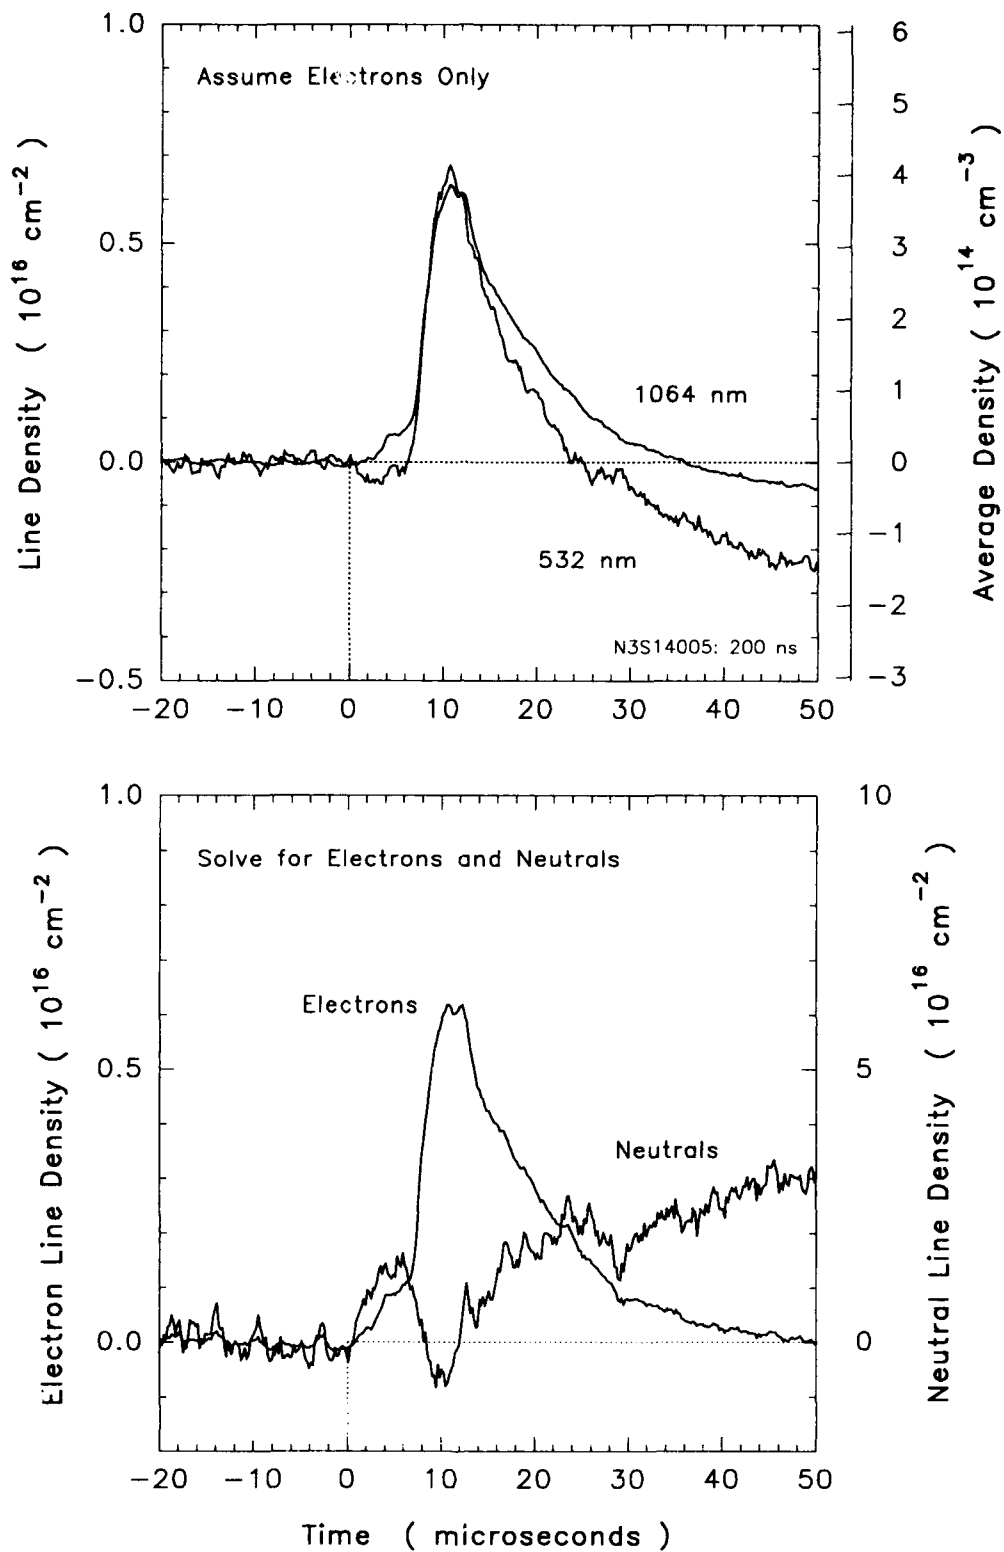 1.0
0.5
0.0
−0.5
Line Density ( 10^16 cm^−2 )
Assume Electrons Only
1064 nm
532 nm
N3S14005: 200 ns
6
5
4
3
2
1
0
−1
−2
−3
Average Density ( 10^14 cm^−3 )
−20 −10 0 10 20 30 40 50
1.0
0.5
0.0
Electron Line Density ( 10^16 cm^−2 )
Solve for Electrons and Neutrals
Electrons
Neutrals
10
5
0
Neutral Line Density ( 10^16 cm^−2 )
−20 −10 0 10 20 30 40 50
Time ( microseconds )